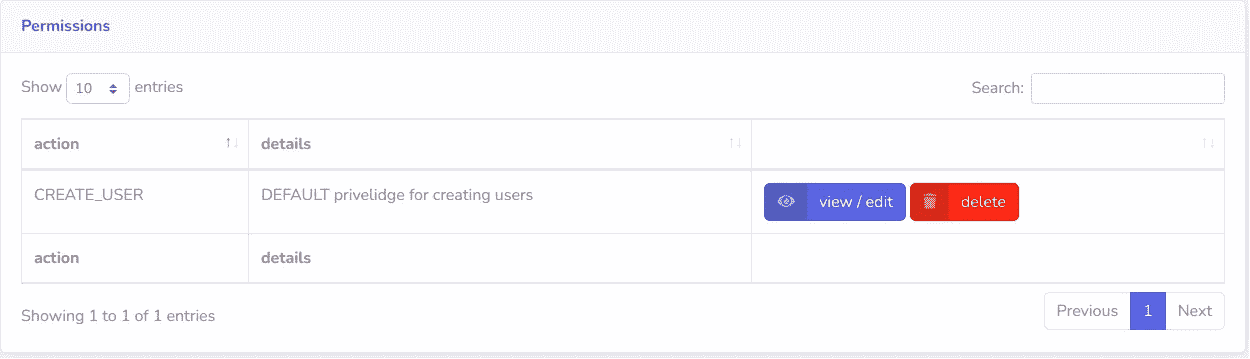 Permissions
Show 10 entries Search:
action details
CREATE_USER DEFAULT privelidge for creating users view / edit delete
action details
Showing 1 to 1 of 1 entries Previous 1 Next